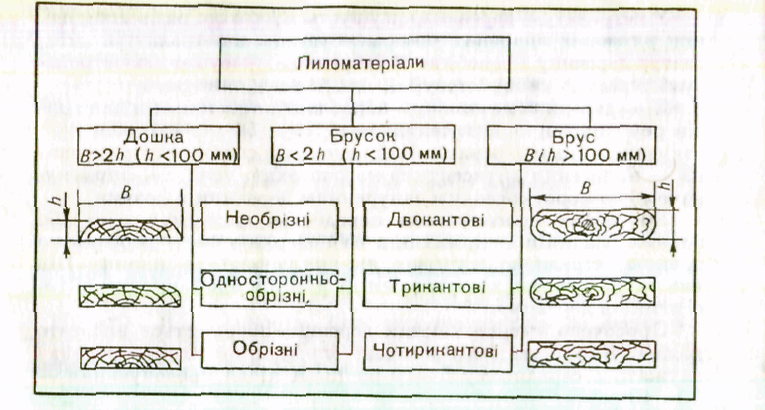 Пиломатеріали
Дошка
B>2h (h<100 мм)
Брусок
B<2h (h<100 мм)
Брус
B i h >100 мм
B
h
Необрізні
Двокантові
B
h
Односторонньо-
обрізні
Трикантові
Обрізні
Чотирикантові